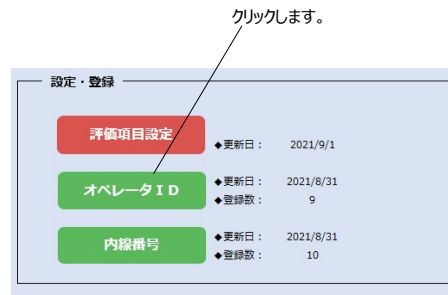 クリックします。
設定・登録
評価項目設定
◆更新日： 2021/9/1
オペレータＩＤ
◆更新日： 2021/8/31
◆登録数： 9
内線番号
◆更新日： 2021/8/31
◆登録数： 10